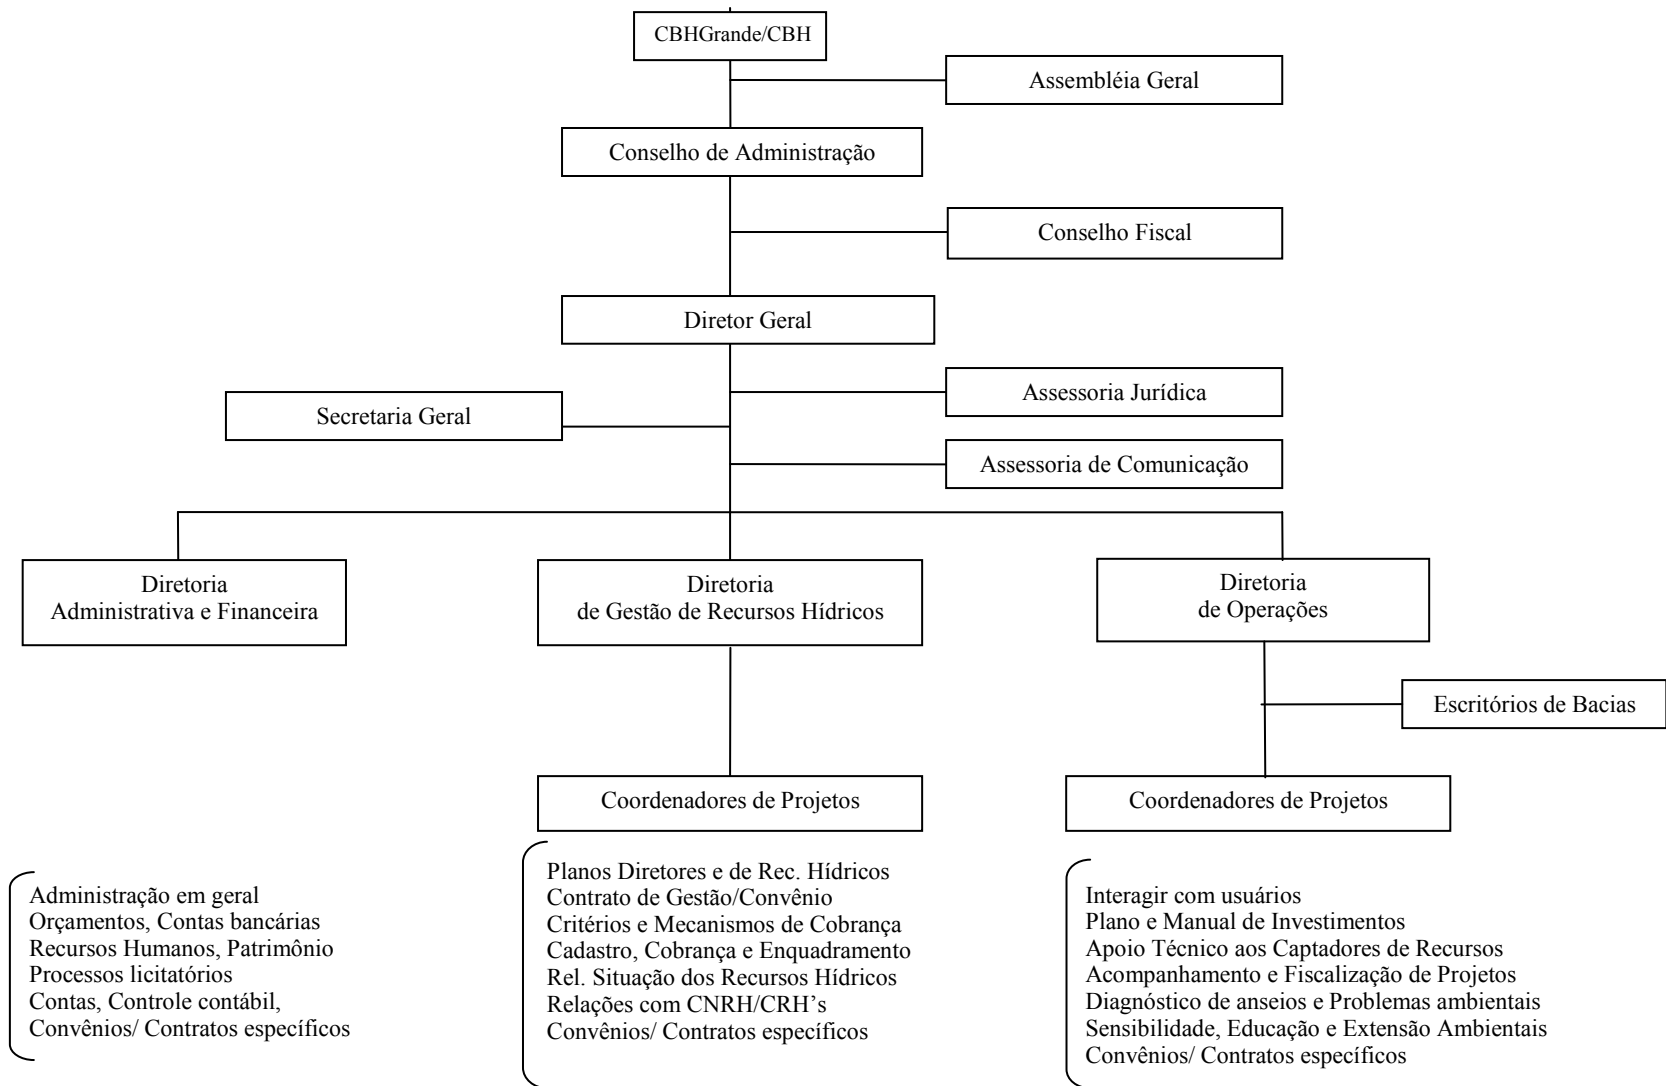 CBHGrande/CBH
Assembléia Geral
Conselho de Administração
Conselho Fiscal
Diretor Geral
Assessoria Jurídica
Secretaria Geral
Assessoria de Comunicação
Diretoria
Administrativa e Financeira
Diretoria
de Gestão de Recursos Hídricos
Diretoria
de Operações
Escritórios de Bacias
Coordenadores de Projetos
Coordenadores de Projetos
Administração em geral
Orçamentos, Contas bancárias
Recursos Humanos, Patrimônio
Processos licitatórios
Contas, Controle contábil,
Convênios/ Contratos específicos
Planos Diretores e de Rec. Hídricos
Contrato de Gestão/Convênio
Critérios e Mecanismos de Cobrança
Cadastro, Cobrança e Enquadramento
Rel. Situação dos Recursos Hídricos
Relações com CNRH/CRH’s
Convênios/ Contratos específicos
Interagir com usuários
Plano e Manual de Investimentos
Apoio Técnico aos Captadores de Recursos
Acompanhamento e Fiscalização de Projetos
Diagnóstico de anseios e Problemas ambientais
Sensibilidade, Educação e Extensão Ambientais
Convênios/ Contratos específicos